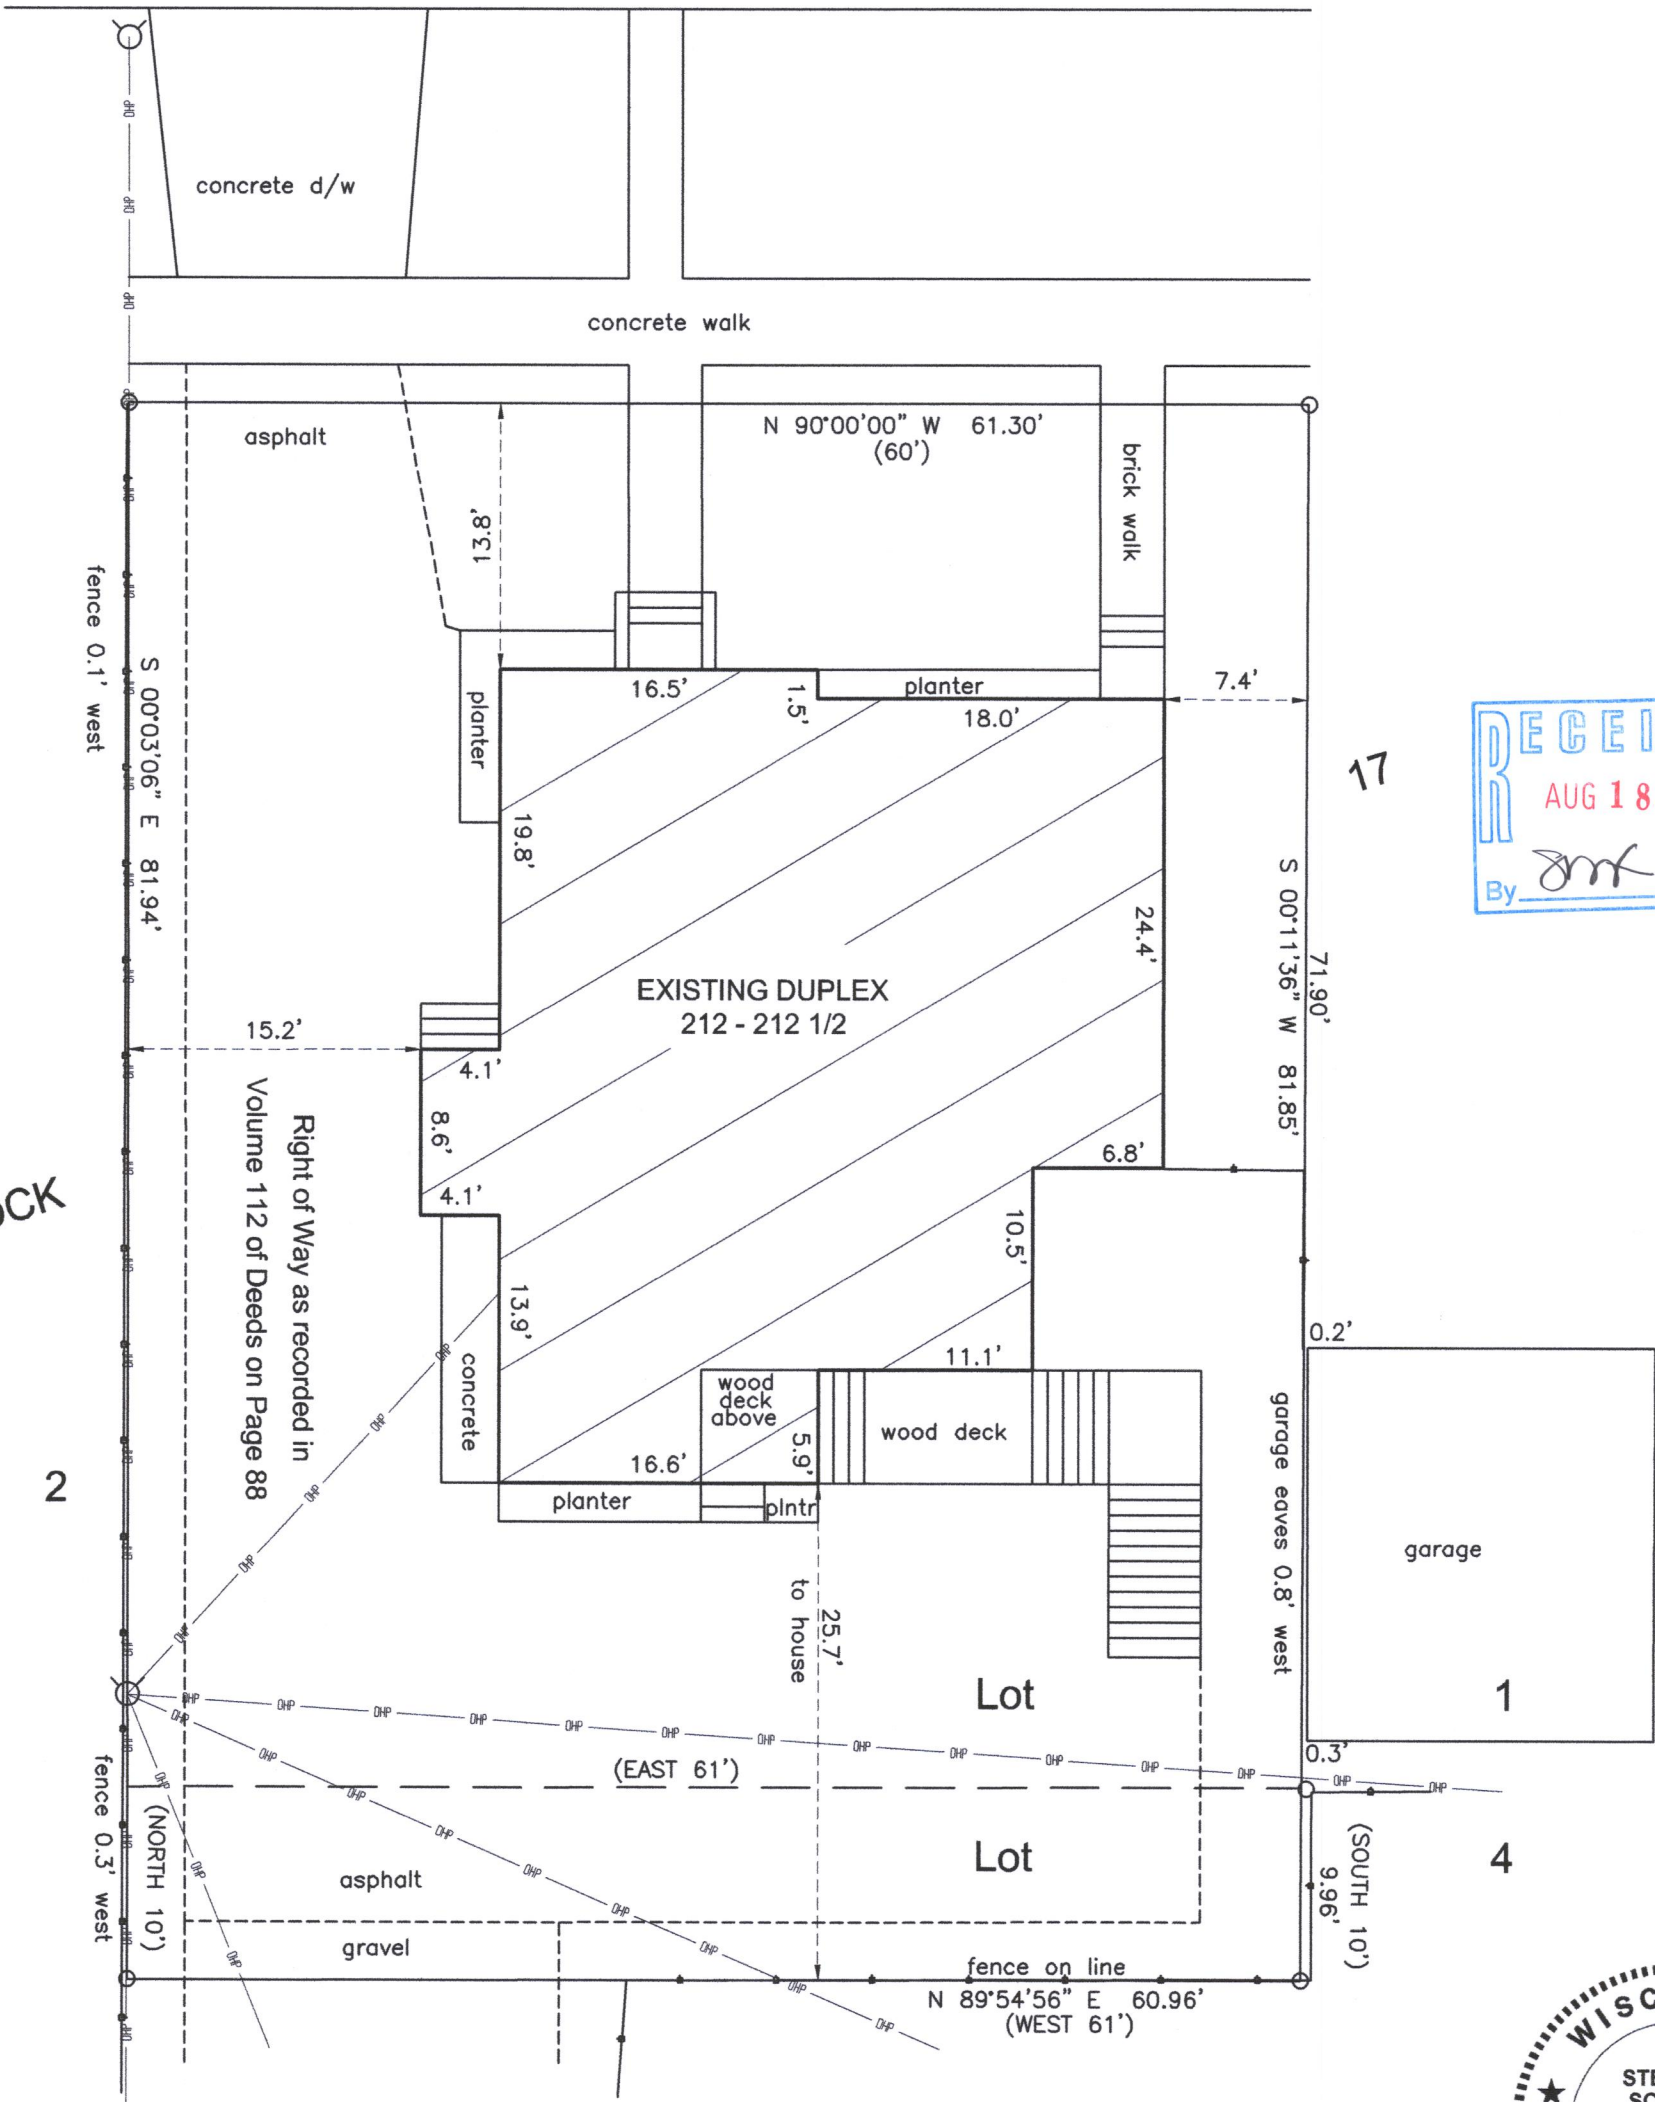 concrete d/w
concrete walk
N 90°00'00" W 61.30'
(60')
asphalt
brick walk
13.8'
fence 0.1' west
S 00°03'06" E 81.94'
planter
16.5'
1.5'
planter
18.0'
7.4'
17
RECEI
AUG 18
By
19.8'
24.4'
S 00°11'36" W 81.85'
71.90'
EXISTING DUPLEX
212 - 212 1/2
15.2'
4.1'
8.6'
4.1'
6.8'
10.5'
Right of Way as recorded in
Volume 112 of Deeds on Page 88
OCK
2
13.9'
concrete
11.1'
0.2'
wood
deck
above
5.9'
wood deck
16.6'
planter
plntr
garage eaves 0.8' west
garage
25.7'
to house
Lot
1
0.3'
(EAST 61')
OHP
fence 0.3' west
(NORTH 10')
Lot
4
(SOUTH 10')
9.96'
asphalt
gravel
fence on line
N 89°54'56" E 60.96'
(WEST 61')
WISC
STE